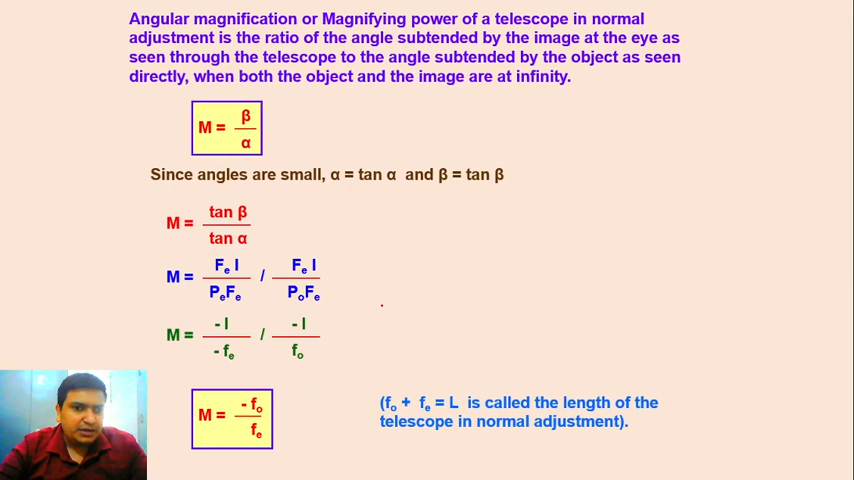 Angular magnification or Magnifying power of a telescope in normal
adjustment is the ratio of the angle subtended by the image at the eye as
seen through the telescope to the angle subtended by the object as seen
directly, when both the object and the image are at infinity.
M = β / α
Since angles are small, α = tan α and β = tan β
M = tan β / tan α
M = Fₑ I / PₑFₑ / Fₑ I / PₒFₑ
M = - I / - fₑ / - I / fₒ
M = - fₒ / fₑ
(fₒ + fₑ = L is called the length of the
telescope in normal adjustment).